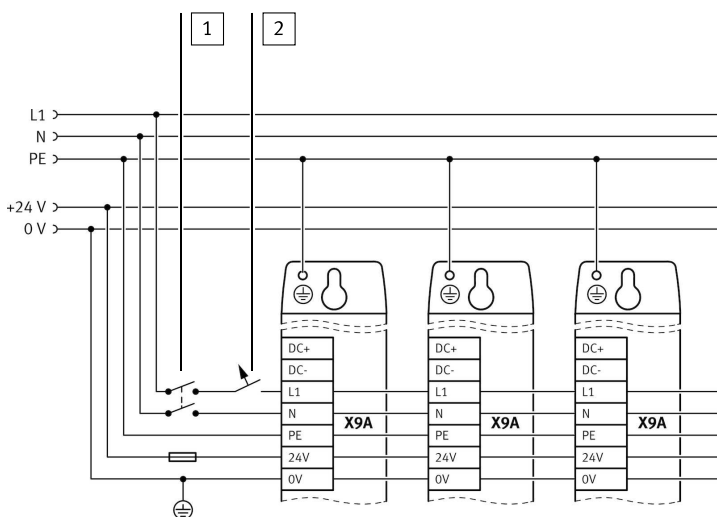 1 2
L1
N
PE
+24 V
0 V
DC+ DC+ DC+
DC- DC- DC-
L1 L1 L1
N N N
X9A X9A X9A
PE PE PE
24V 24V 24V
0V 0V 0V